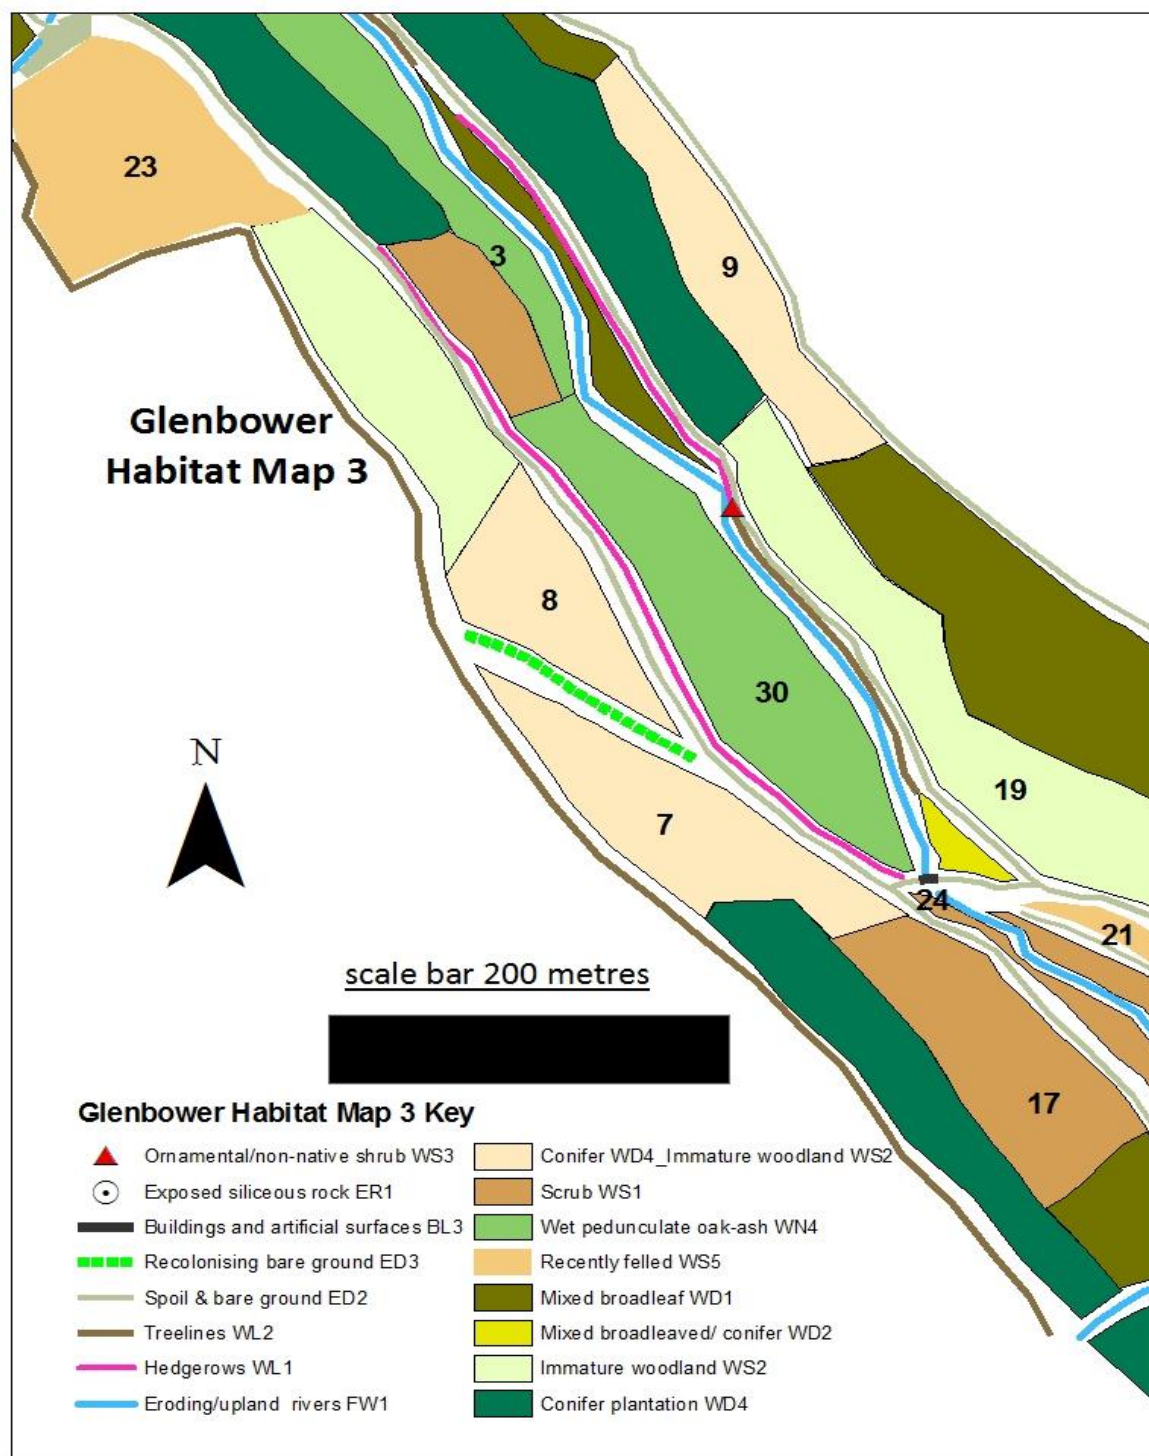 23
3
9
Glenbower
Habitat Map 3
8
30
N
19
7
24
21
scale bar 200 metres
17
Glenbower Habitat Map 3 Key
Ornamental/non-native shrub WS3
Exposed siliceous rock ER1
Buildings and artificial surfaces BL3
Recolonising bare ground ED3
Spoil & bare ground ED2
Treelines WL2
Hedgerows WL1
Eroding/upland rivers FW1
Conifer WD4_Immature woodland WS2
Scrub WS1
Wet pedunculate oak-ash WN4
Recently felled WS5
Mixed broadleaf WD1
Mixed broadleaved/ conifer WD2
Immature woodland WS2
Conifer plantation WD4